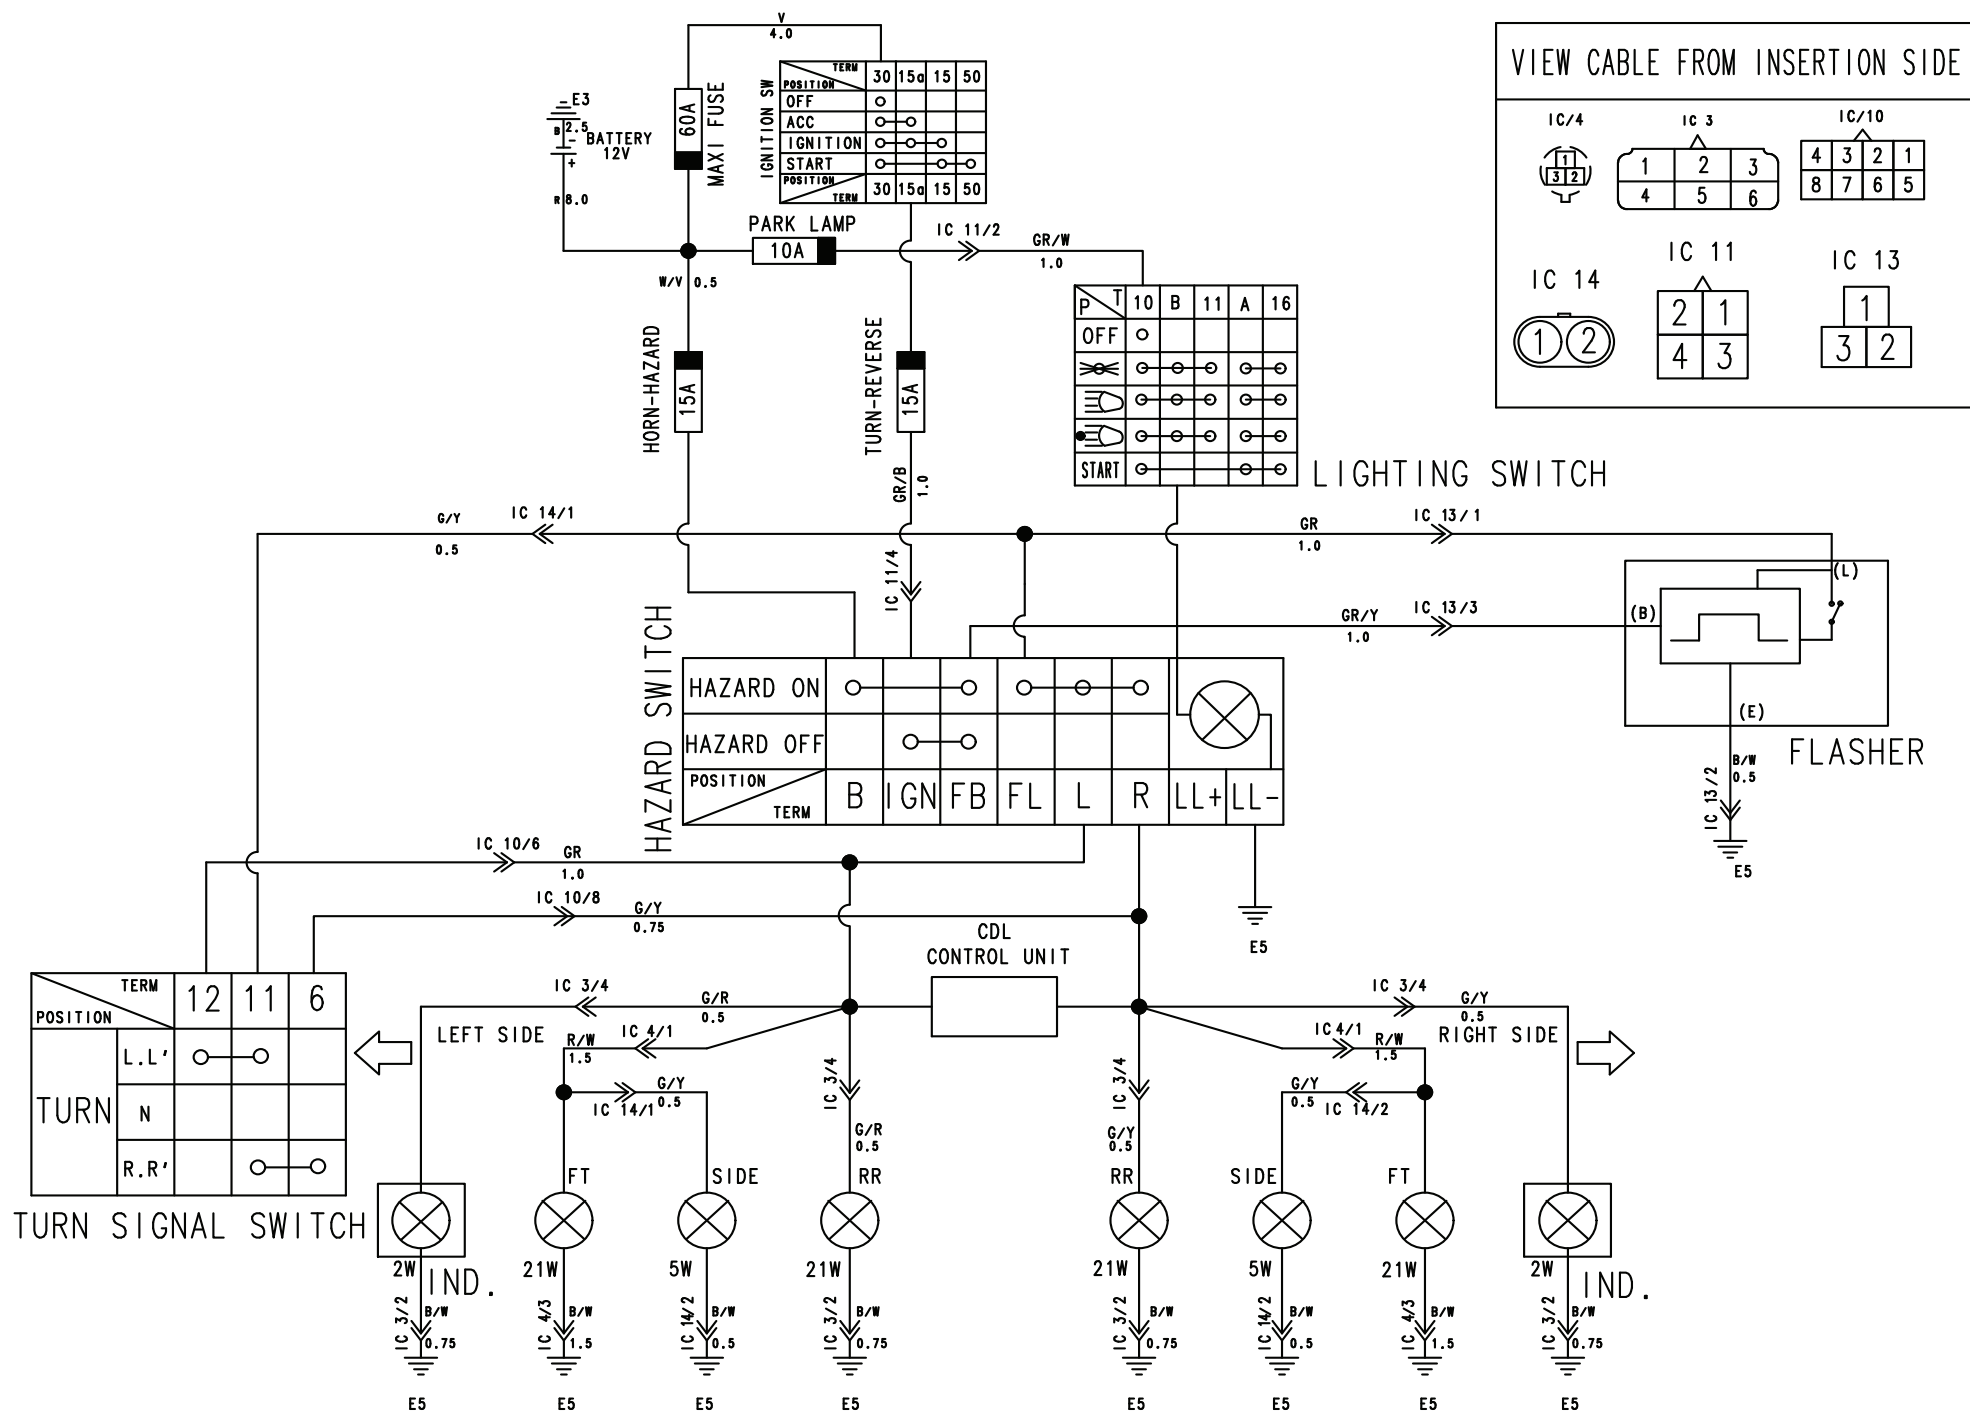 V
4.0
VIEW CABLE FROM INSERTION SIDE
IC/4
1
3 2
IC 3
1 2 3
4 5 6
IC/10
4 3 2 1
8 7 6 5
IC 14
1 2
IC 11
2 1
4 3
IC 13
1
3 2
IGNITION SW
TERM
POSITION
30 15a 15 50
OFF
ACC
IGNITION
START
POSITION
TERM
30 15a 15 50
E3
B 2.5
-
+
BATTERY
12V
R 8.0
60A
MAXI FUSE
PARK LAMP
10A
IC 11/2
GR/W
1.0
W/V 0.5
HORN-HAZARD
15A
TURN-REVERSE
15A
GR/B
1.0
P T 10 B 11 A 16
OFF
START
LIGHTING SWITCH
G/Y
0.5
IC 14/1
GR
1.0
IC 13/1
IC 11/4
GR/Y
1.0
IC 13/3
(L)
(B)
(E)
FLASHER
B/W
0.5
IC 13/2
E5
HAZARD SWITCH
HAZARD ON
HAZARD OFF
POSITION
TERM
B IGN FB FL L R LL+ LL-
IC 10/6
GR
1.0
IC 10/8
G/Y
0.75
E5
CDL
CONTROL UNIT
TERM
POSITION
12 11 6
TURN
L.L'
N
R.R'
TURN SIGNAL SWITCH
IC 3/4
G/R
0.5
LEFT SIDE
IC 4/1
R/W
1.5
G/Y
0.5
IC 14/1
IC 3/4
G/R
0.5
IC 3/4
G/Y
0.5
IC 3/4
G/Y
0.5
RIGHT SIDE
IC4/1
R/W
1.5
G/Y
0.5
IC 14/2
FT
SIDE
RR
RR
SIDE
FT
2W
IND.
21W
5W
21W
21W
5W
21W
2W
IND.
IC 3/2
B/W
0.75
IC 4/3
B/W
1.5
IC 14/2
B/W
0.5
IC 3/2
B/W
0.75
IC 3/2
B/W
0.75
IC 14/2
B/W
0.5
IC 4/3
B/W
1.5
IC 3/2
B/W
0.75
E5
E5
E5
E5
E5
E5
E5
E5